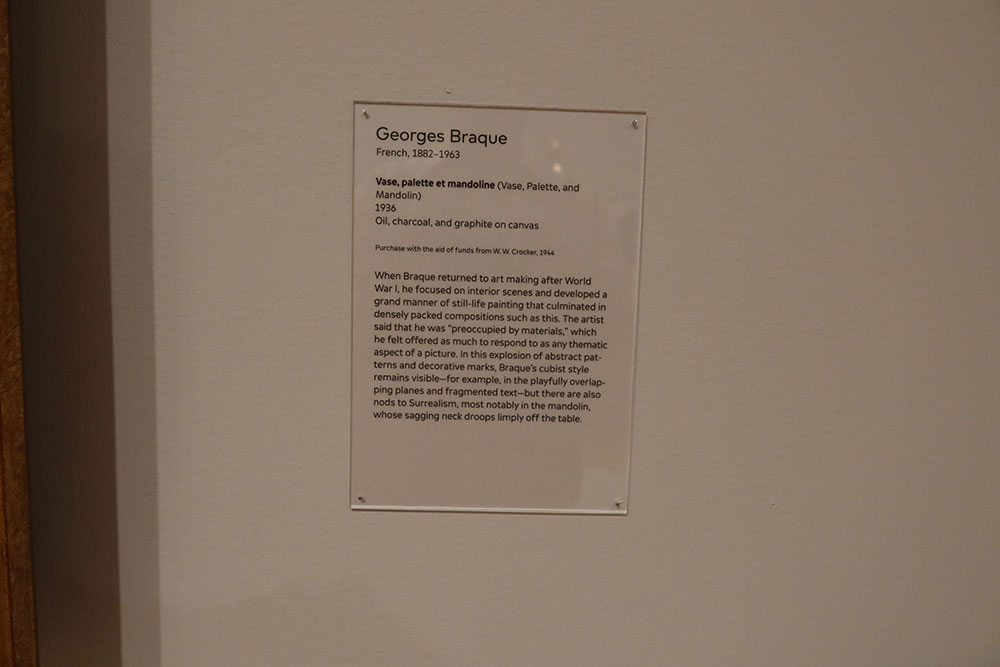 Georges Braque
French, 1882–1963
Vase, palette et mandoline (Vase, Palette, and
Mandolin)
1936
Oil, charcoal, and graphite on canvas
Purchase with the aid of funds from W. W. Crocker, 1944
When Braque returned to art making after World
War I, he focused on interior scenes and developed a
grand manner of still-life painting that culminated in
densely packed compositions such as this. The artist
said that he was "preoccupied by materials," which
he felt offered as much to respond to as any thematic
aspect of a picture. In this explosion of abstract pat-
terns and decorative marks, Braque's cubist style
remains visible—for example, in the playfully overlap-
ping planes and fragmented text—but there are also
nods to Surrealism, most notably in the mandolin,
whose sagging neck droops limply off the table.